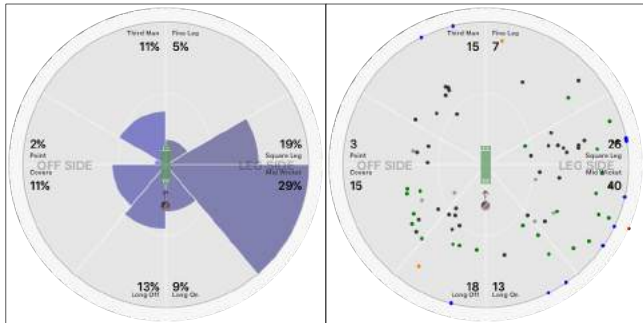 Third Man Fine Leg
11% 5%
2% 19%
Point Square Leg
OFF SIDE LEG SIDE
Covers Mid Wicket
11% 29%
13% 9%
Long Off Long On
Third Man Fine Leg
15 7
3 26
Point Square Leg
OFF SIDE LEG SIDE
Covers Mid Wicket
15 40
18 13
Long Off Long On